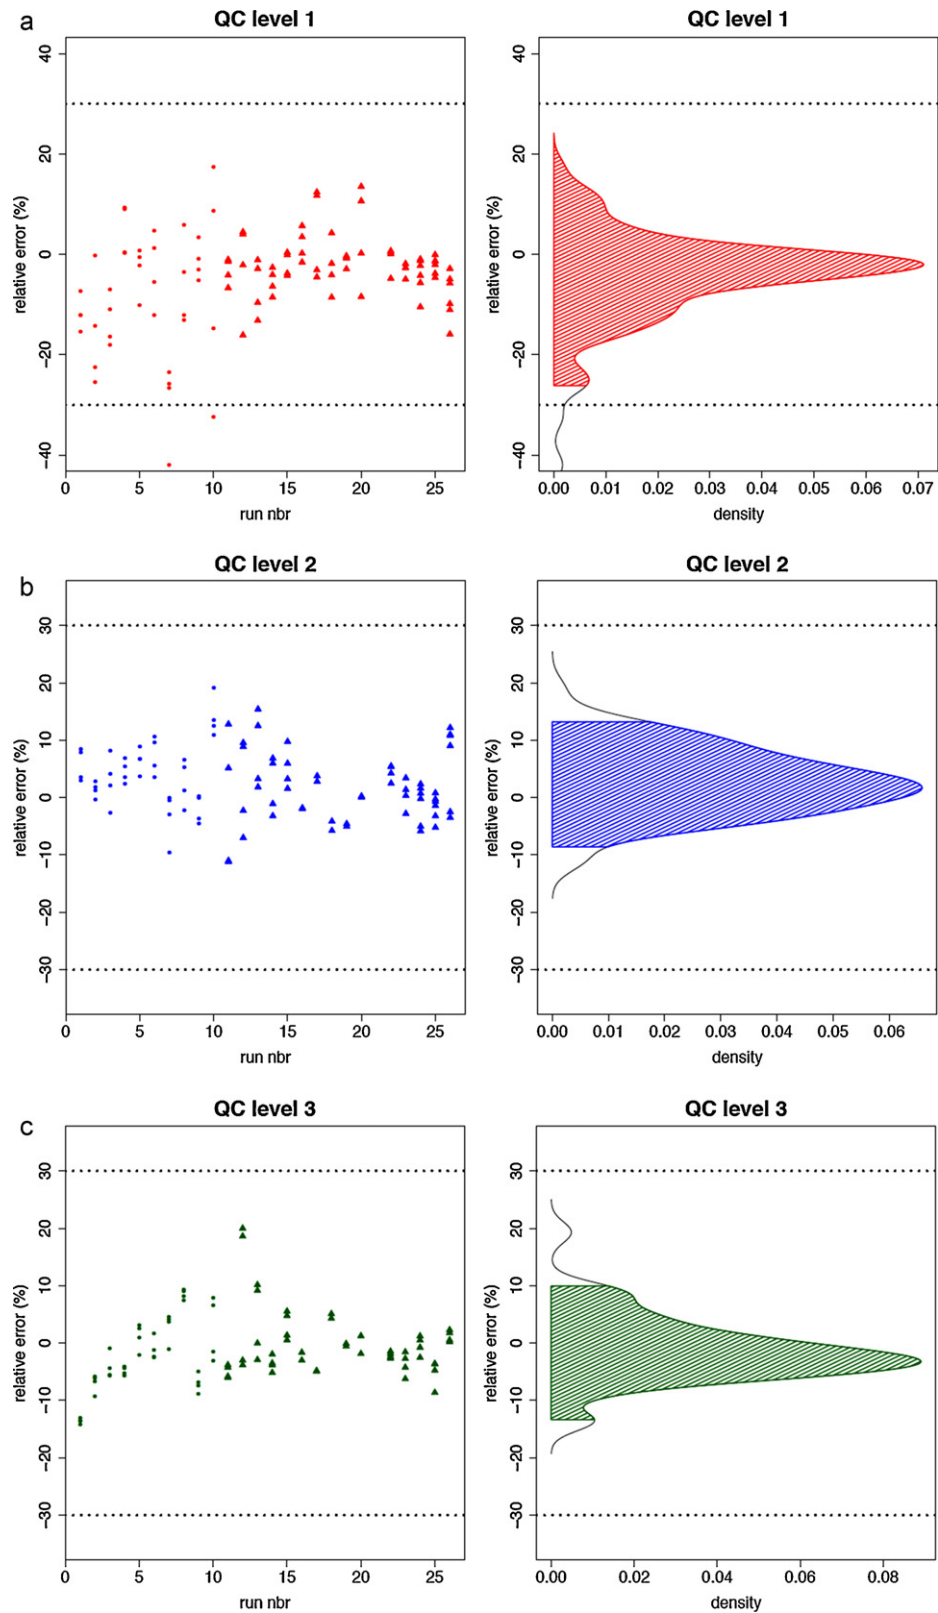 a
QC level 1
QC level 1
relative error (%)
40
20
0
−20
−40
0 5 10 15 20 25
run nbr
relative error (%)
40
20
0
−20
−40
0.00 0.01 0.02 0.03 0.04 0.05 0.06 0.07
density
b
QC level 2
QC level 2
relative error (%)
30
20
10
0
−10
−20
−30
0 5 10 15 20 25
run nbr
relative error (%)
30
20
10
0
−10
−20
−30
0.00 0.01 0.02 0.03 0.04 0.05 0.06
density
c
QC level 3
QC level 3
relative error (%)
30
20
10
0
−10
−20
−30
0 5 10 15 20 25
run nbr
relative error (%)
30
20
10
0
−10
−20
−30
0.00 0.02 0.04 0.06 0.08
density